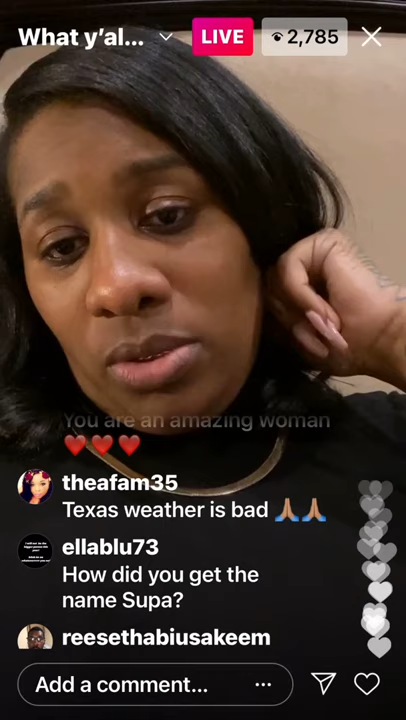 What y'al...
LIVE
2,785
You are an amazing woman
theafam35
Texas weather is bad
ellablu73
How did you get the
name Supa?
reesethabiusakeem
Add a comment...